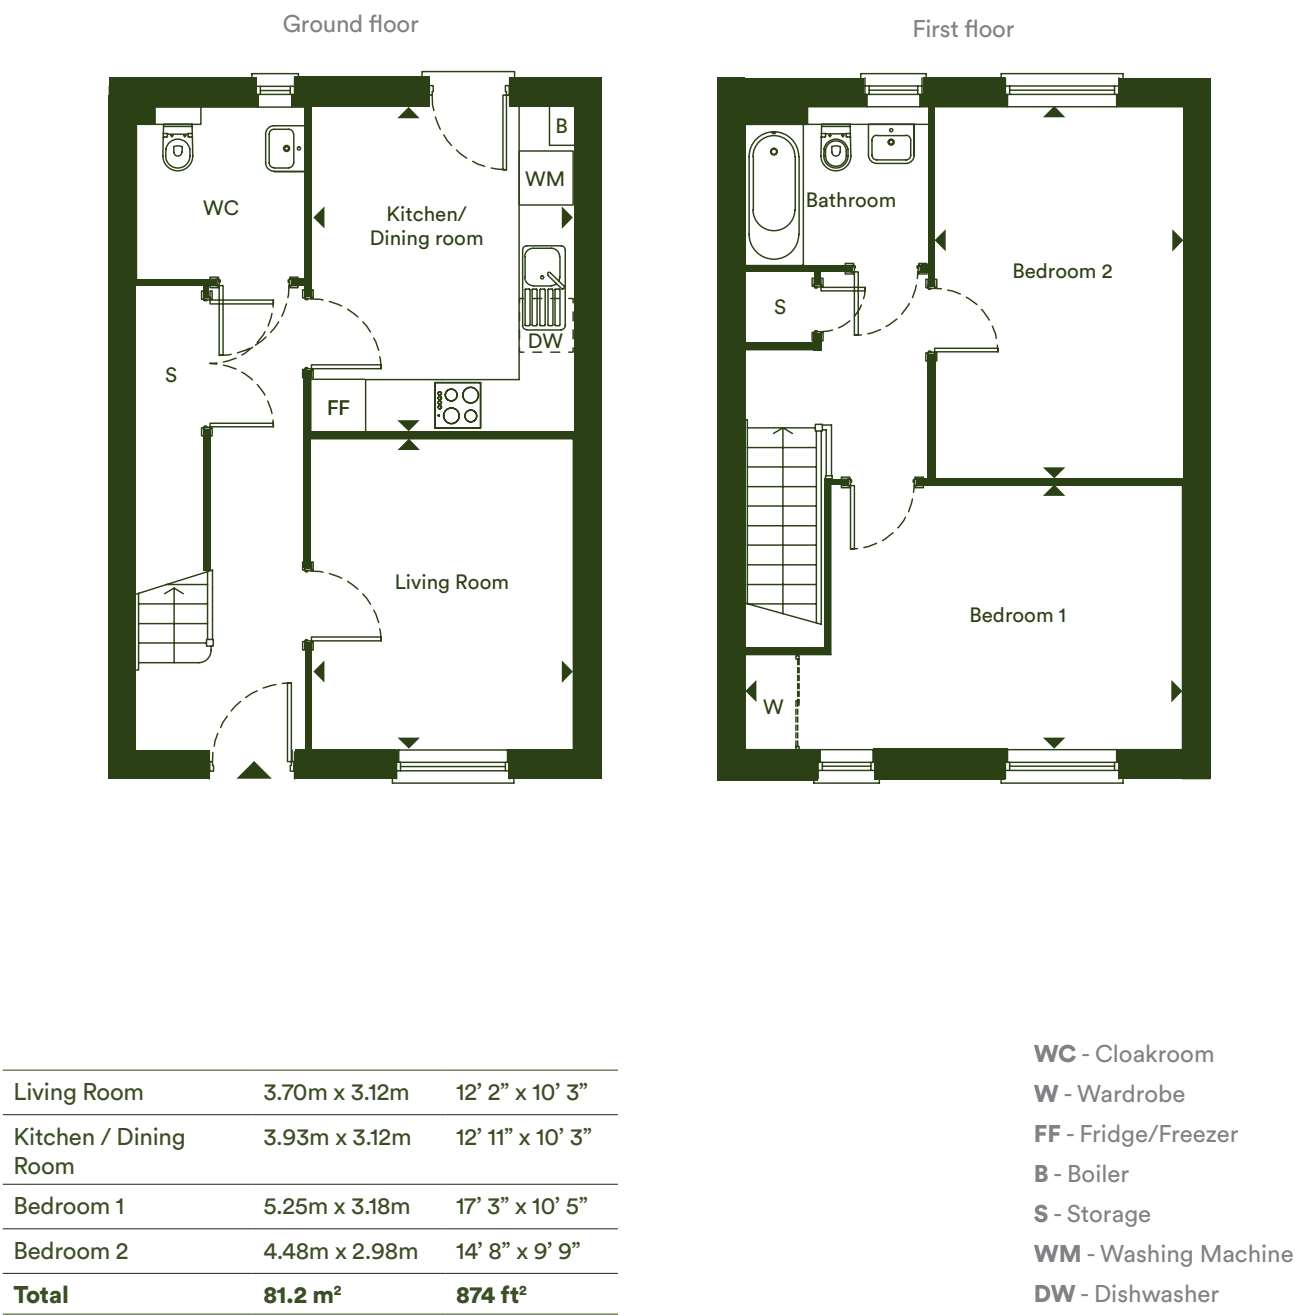 Ground floor
First floor
B
WM
WC
Kitchen/
Dining room
DW
S
FF
Living Room
Bathroom
Bedroom 2
S
Bedroom 1
W
Living Room 3.70m x 3.12m 12’ 2” x 10’ 3”
Kitchen / Dining 3.93m x 3.12m 12’ 11” x 10’ 3”
Room
Bedroom 1 5.25m x 3.18m 17’ 3” x 10’ 5”
Bedroom 2 4.48m x 2.98m 14’ 8” x 9’ 9”
Total 81.2 m² 874 ft²
WC - Cloakroom
W - Wardrobe
FF - Fridge/Freezer
B - Boiler
S - Storage
WM - Washing Machine
DW - Dishwasher